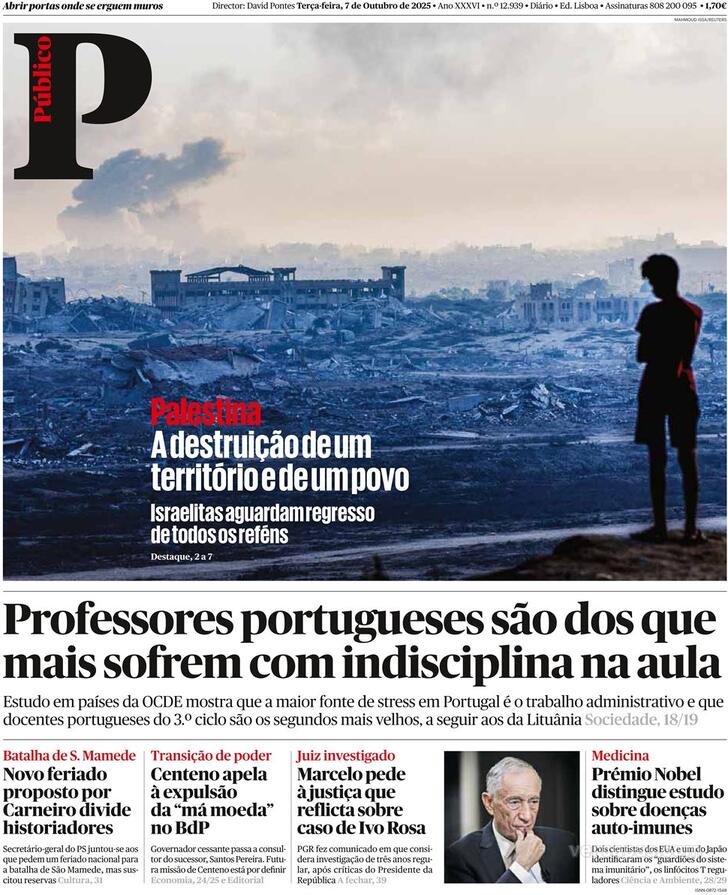 Abrir portas onde se erguem muros
Director: David Pontes Terça-feira, 7 de Outubro de 2025 • Ano XXXVI • n.º 12.939 • Diário • Ed. Lisboa • Assinaturas 808 200 095 • 1,70€
MAHMOUD ISSA/REUTERS
P
Público
Palestina
A destruição de um
território e de um povo
Israelitas aguardam regresso
de todos os reféns
Destaque, 2 a 7
Professores portugueses são dos que
mais sofrem com indisciplina na aula
Estudo em países da OCDE mostra que a maior fonte de stress em Portugal é o trabalho administrativo e que
docentes portugueses do 3.º ciclo são os segundos mais velhos, a seguir aos da Lituânia Sociedade, 18/19
Batalha de S. Mamede
Novo feriado
proposto por
Carneiro divide
historiadores
Secretário-geral do PS juntou-se aos
que pedem um feriado nacional para
a batalha de São Mamede, mas sus-
citou reservas Cultura, 31
Transição de poder
Centeno apela
à expulsão
da “má moeda”
no BdP
Governador cessante passa a consul-
tor do sucessor, Santos Pereira. Futu-
ra missão de Centeno está por definir
Economia, 24/25 e Editorial
Juiz investigado
Marcelo pede
à justiça que
reflicta sobre
caso de Ivo Rosa
PGR fez comunicado em que consi-
dera investigação de três anos regu-
lar, após críticas do Presidente da
República A fechar, 39
Medicina
Prémio Nobel
distingue estudo
sobre doenças
auto-imunes
Dois cientistas dos EUA e um do Japão
identificaram os “guardiões do siste-
ma imunitário”, os linfócitos T regu-
ladores Ciência e Ambiente, 28/29
ISNN-0872-1548